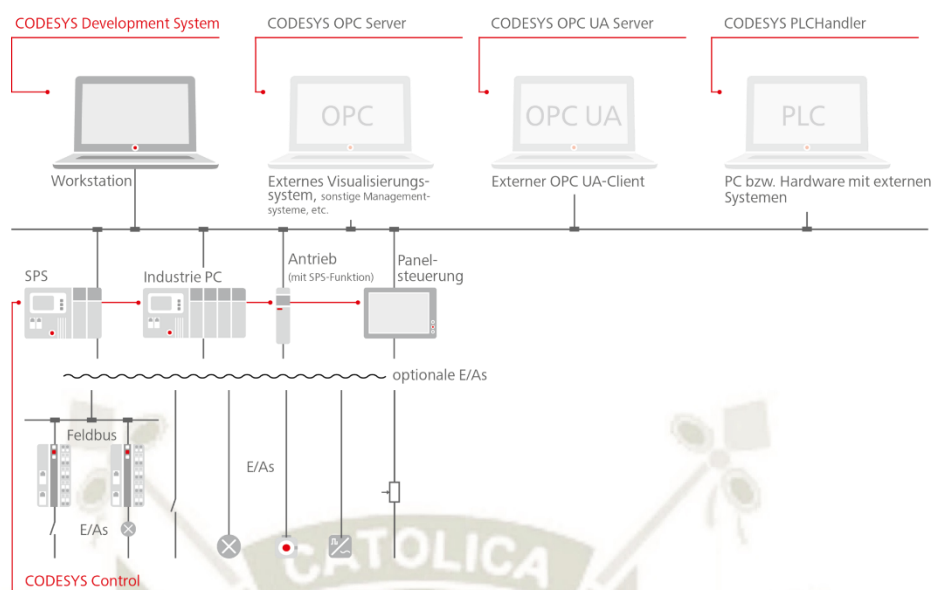 CODESYS Development System
CODESYS OPC Server
CODESYS OPC UA Server
CODESYS PLCHandler
OPC
OPC UA
PLC
Workstation
Externes Visualisierungs-
system, sonstige Management-
systeme, etc.
Externer OPC UA-Client
PC bzw. Hardware mit externen
Systemen
SPS
Industrie PC
Antrieb
(mit SPS-Funktion)
Panel-
steuerung
optionale E/As
Feldbus
E/As
E/As
CATOLICA
CODESYS Control